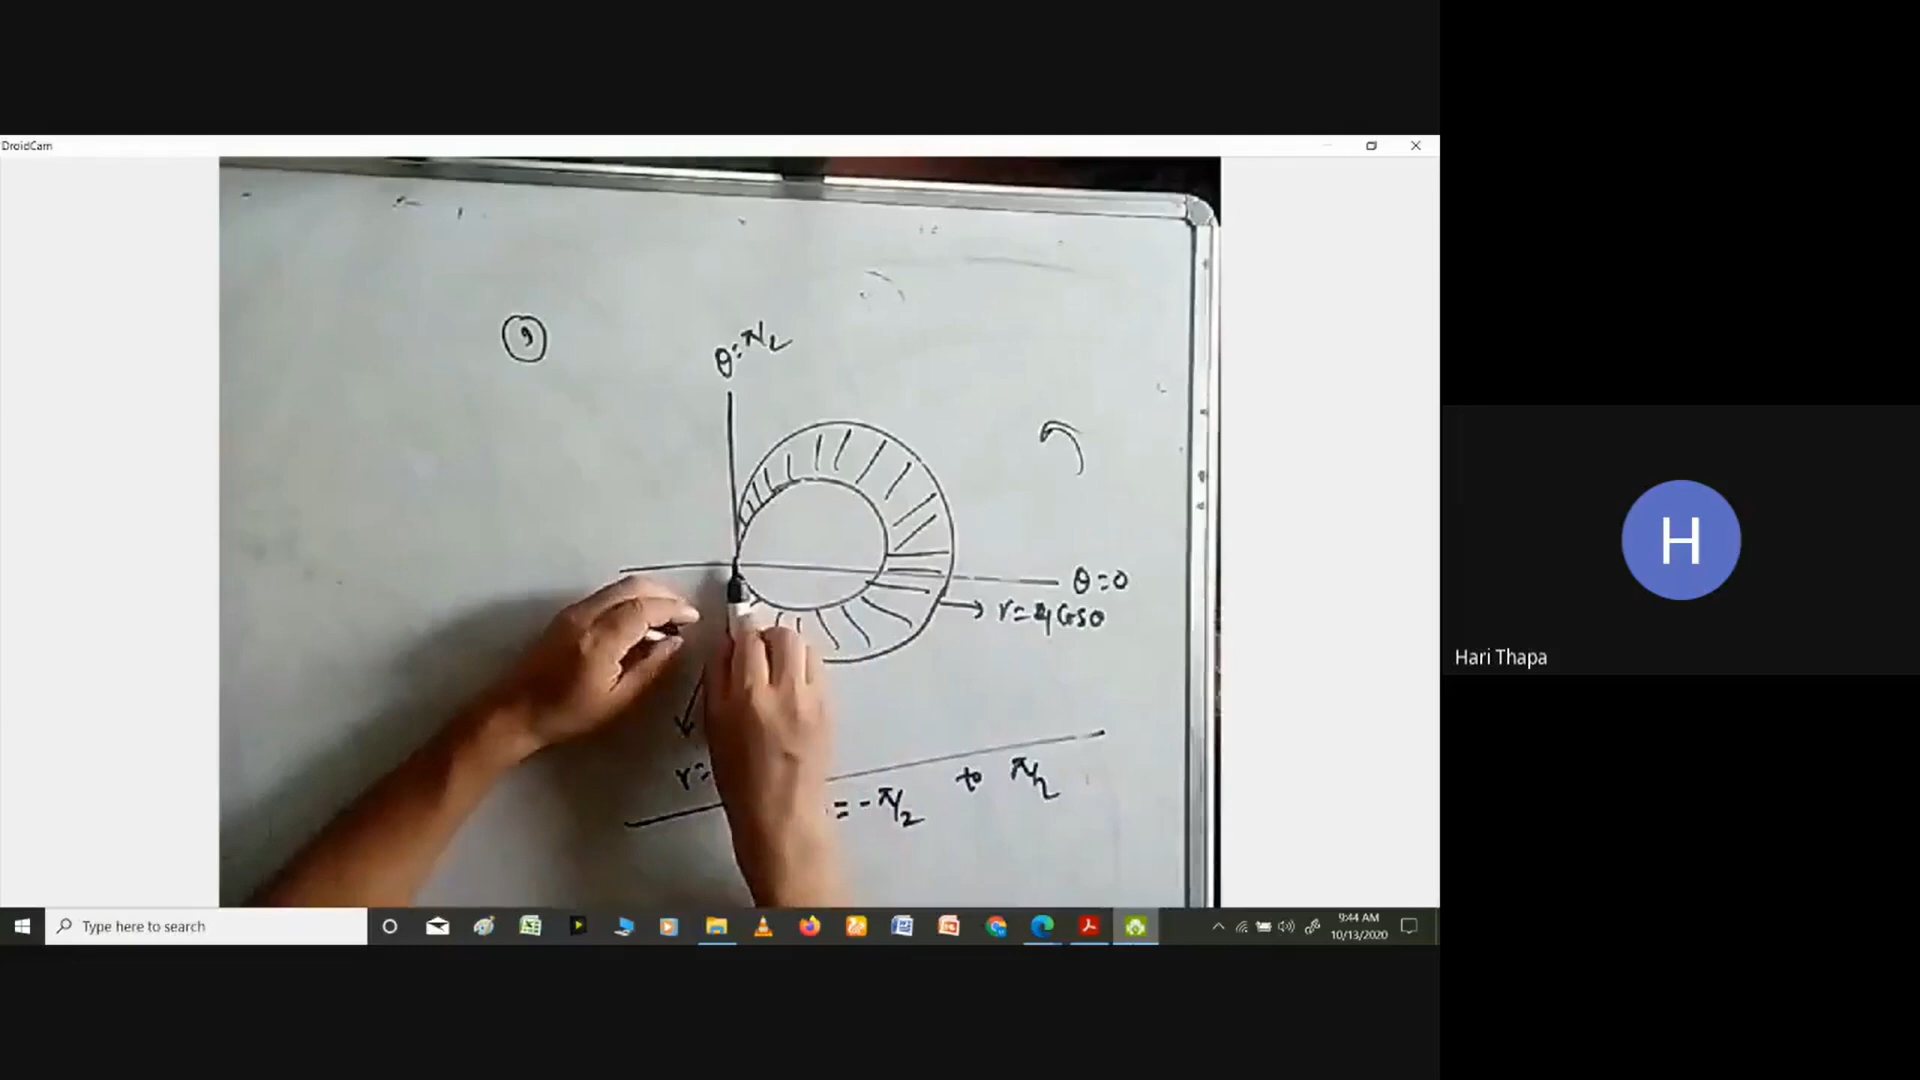 DroidCam
9
θ=π/2
θ=0
r=4Cosθ
r=
=-π/2 to π/2
H
Hari Thapa
Type here to search
9:44 AM
10/13/2020